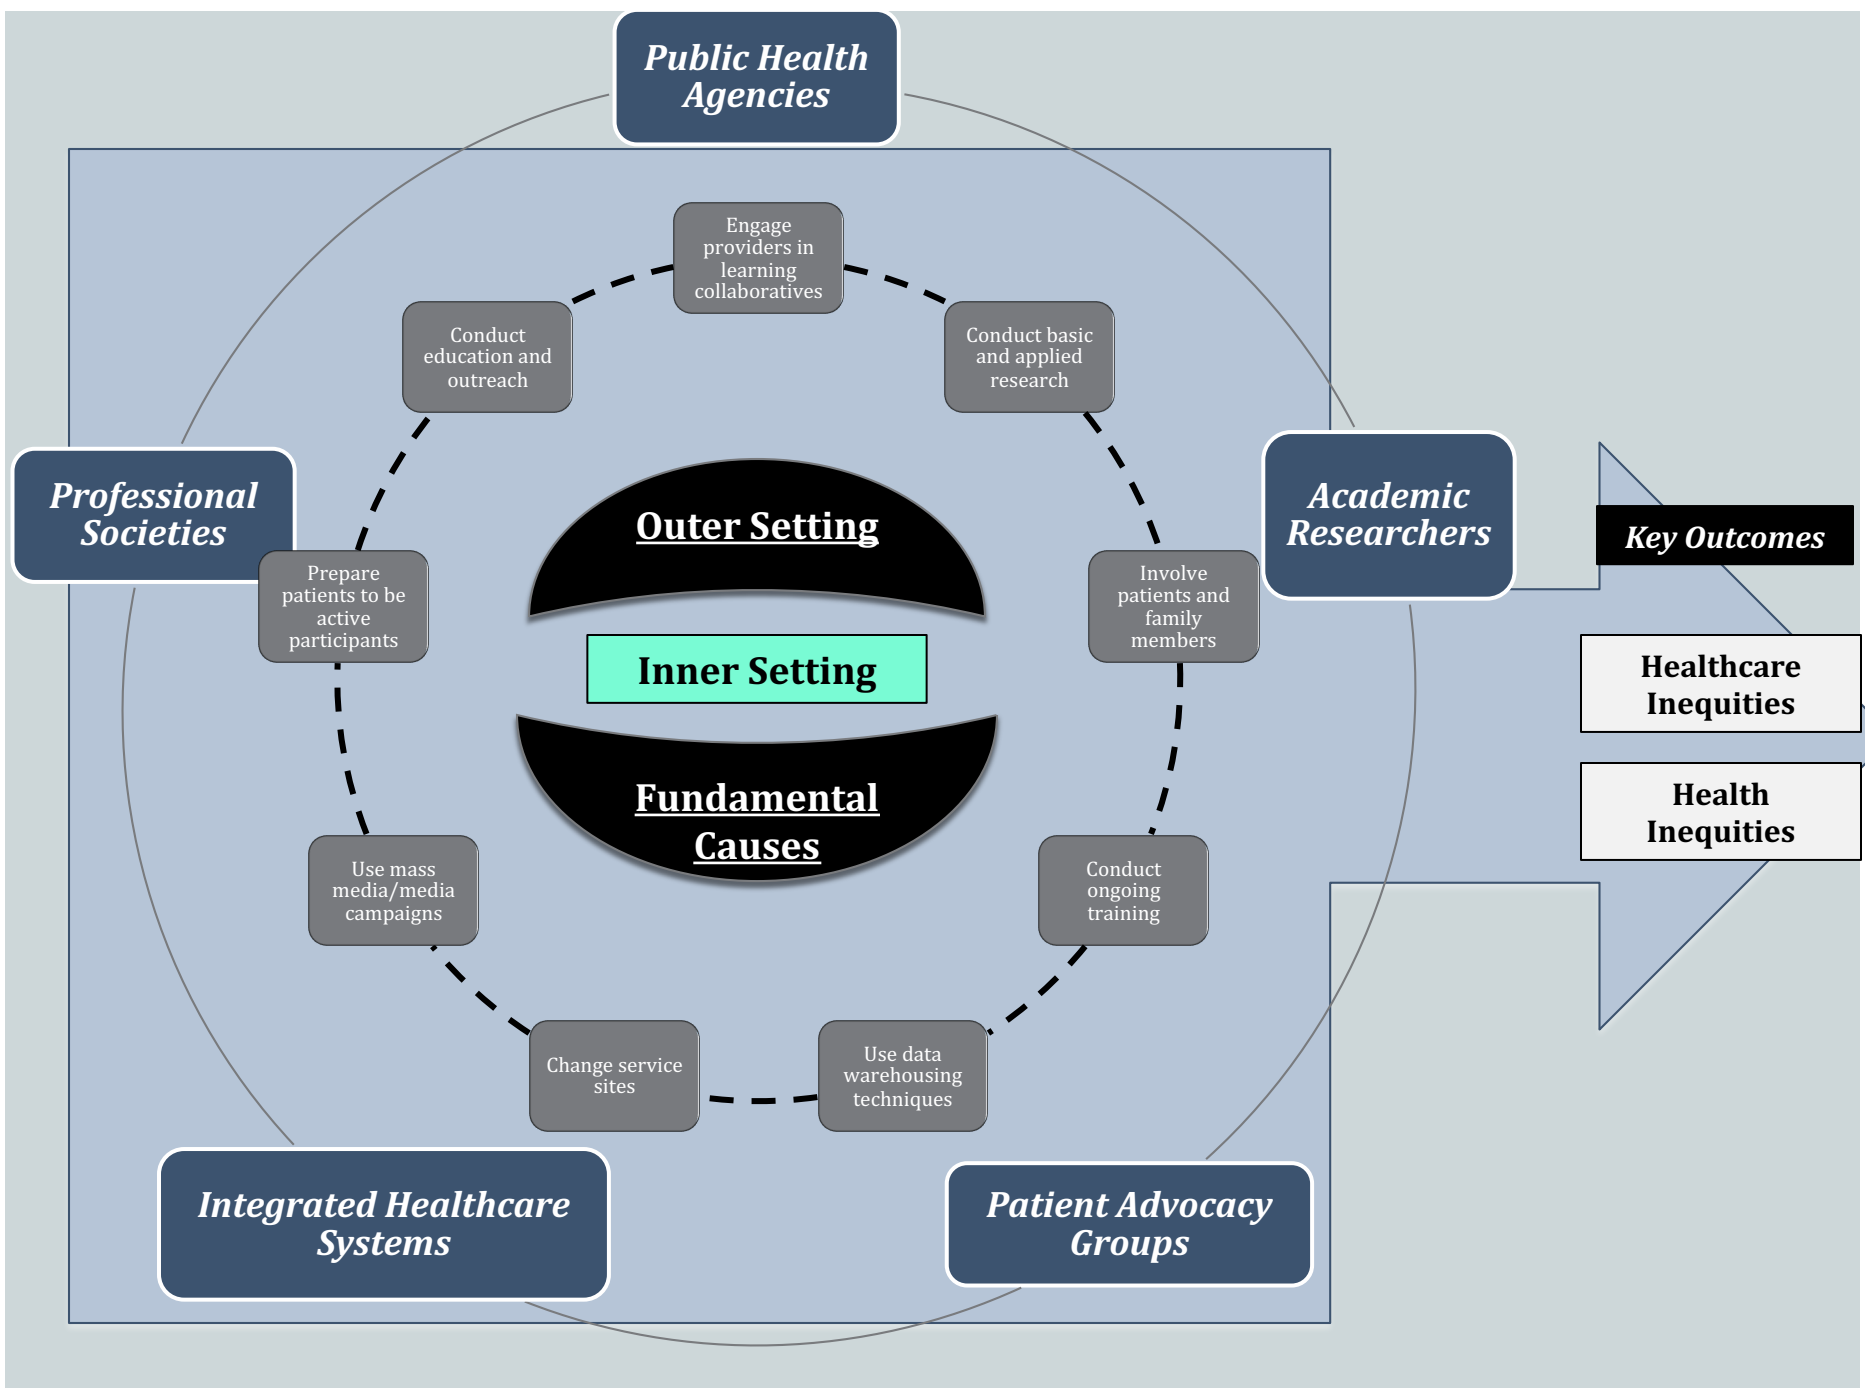 Public Health
Agencies
Engage
providers in
learning
collaboratives
Conduct
education and
outreach
Conduct basic
and applied
research
Professional
Societies
Academic
Researchers
Outer Setting
Key Outcomes
Prepare
patients to be
active
participants
Involve
patients and
family
members
Inner Setting
Healthcare
Inequities
Fundamental
Causes
Health
Inequities
Use mass
media/media
campaigns
Conduct
ongoing
training
Change service
sites
Use data
warehousing
techniques
Integrated Healthcare
Systems
Patient Advocacy
Groups